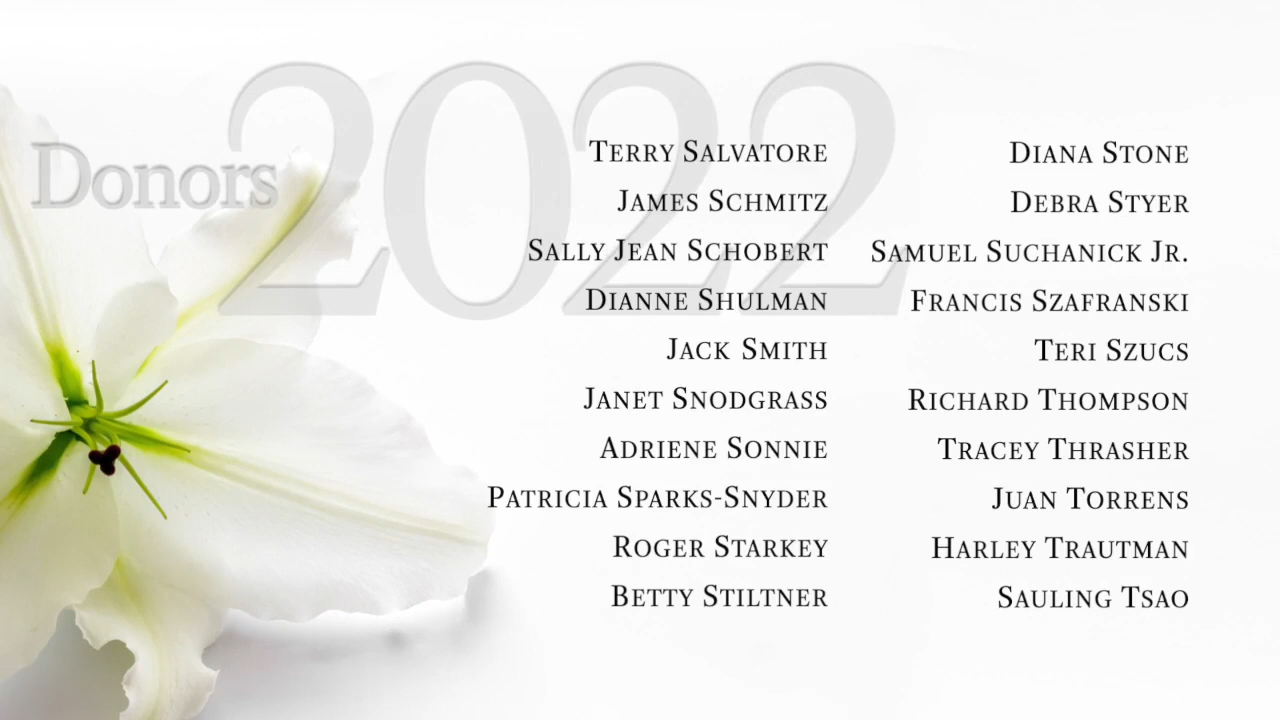 2022
Donors
Terry Salvatore
James Schmitz
Sally Jean Schobert
Dianne Shulman
Jack Smith
Janet Snodgrass
Adriene Sonnie
Patricia Sparks-Snyder
Roger Starkey
Betty Stiltner
Diana Stone
Debra Styer
Samuel Suchanick Jr.
Francis Szafranski
Teri Szucs
Richard Thompson
Tracey Thrasher
Juan Torrens
Harley Trautman
Sauling Tsao